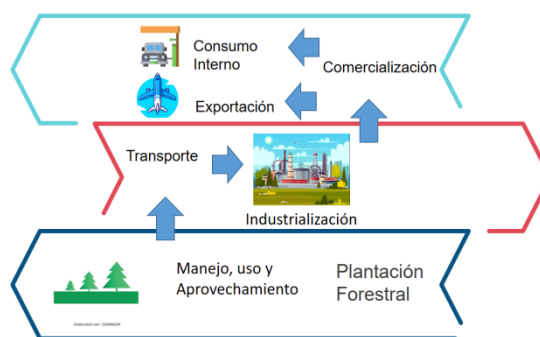 Consumo
Interno
Comercialización
Exportación
Transporte
Industrialización
Manejo, uso y
Aprovechamiento
Plantación
Forestral